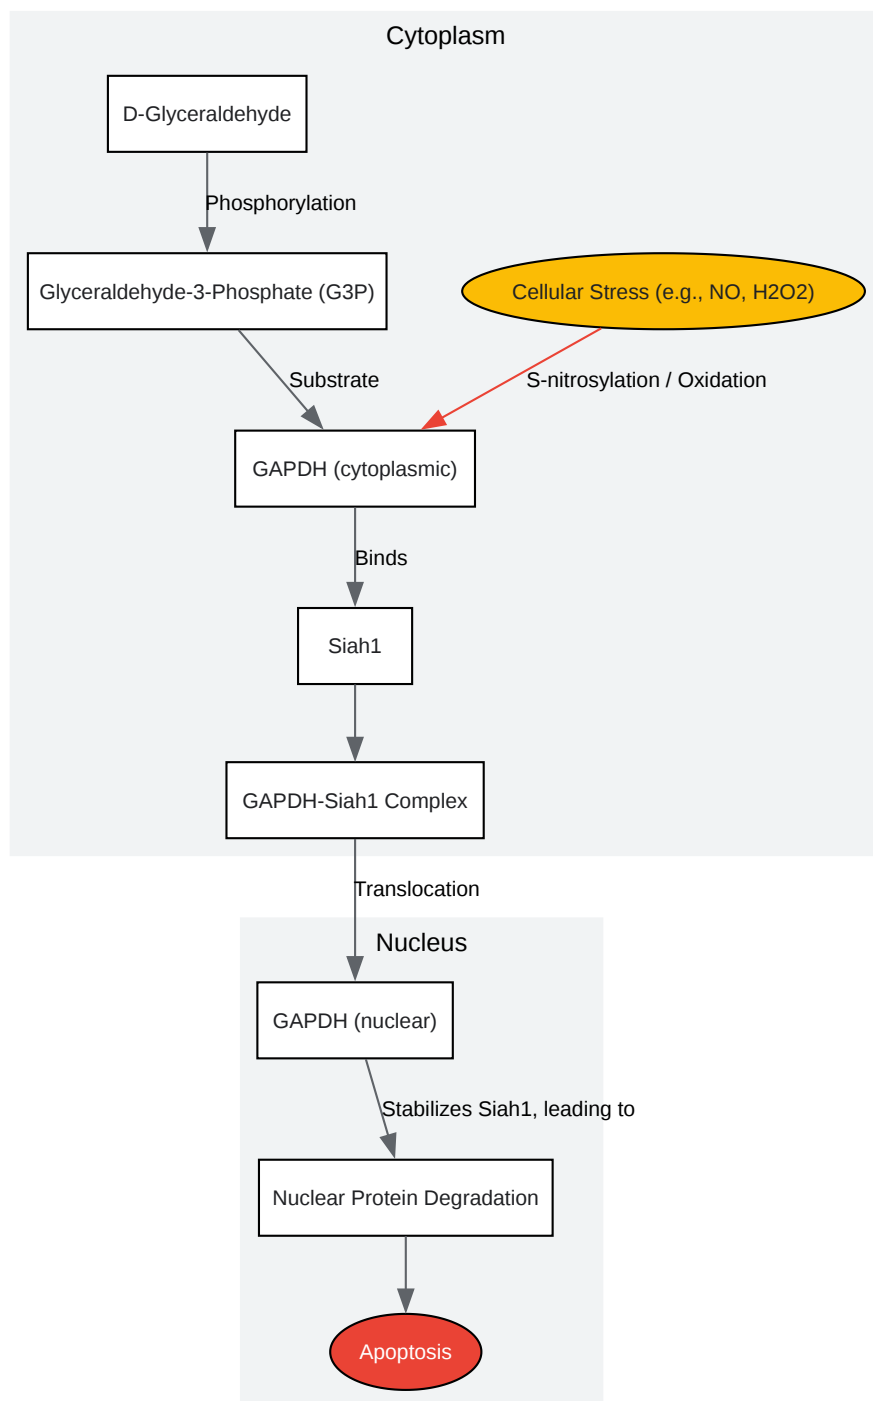 Cytoplasm
D-Glyceraldehyde
Phosphorylation
Glyceraldehyde-3-Phosphate (G3P)
Cellular Stress (e.g., NO, H2O2)
Substrate
S-nitrosylation / Oxidation
GAPDH (cytoplasmic)
Binds
Siah1
GAPDH-Siah1 Complex
Translocation
Nucleus
GAPDH (nuclear)
Stabilizes Siah1, leading to
Nuclear Protein Degradation
Apoptosis